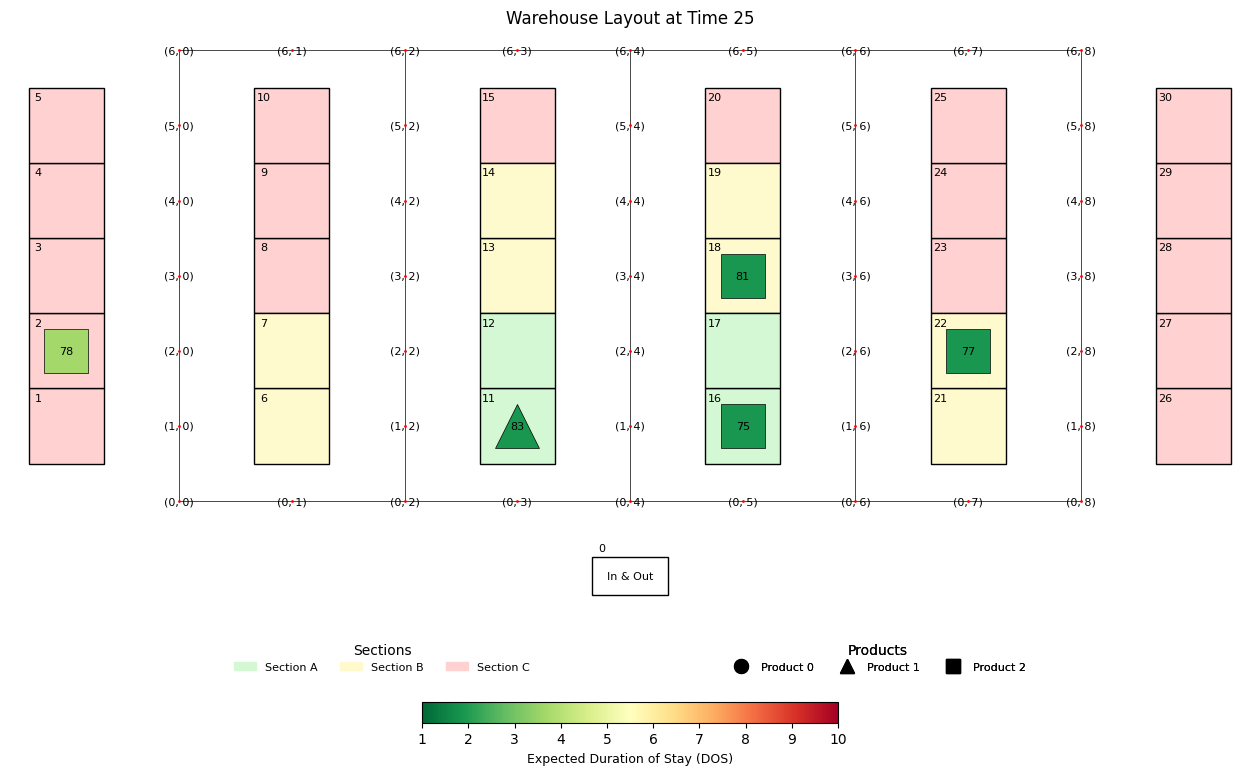 Warehouse Layout at Time 25
(6, 0) (6, 1) (6, 2) (6, 3) (6, 4) (6, 5) (6, 6) (6, 7) (6, 8)
5 10 15 20 25 30
(5, 0) (5, 2) (5, 4) (5, 6) (5, 8)
4 9 14 19 24 29
(4, 0) (4, 2) (4, 4) (4, 6) (4, 8)
3 8 13 18 23 28
(3, 0) (3, 2) (3, 4) 81 (3, 6) (3, 8)
2 7 12 17 22 27
78 (2, 0) (2, 2) (2, 4) (2, 6) 77 (2, 8)
1 6 11 16 21 26
(1, 0) (1, 2) 83 (1, 4) 75 (1, 6) (1, 8)
(0, 0) (0, 1) (0, 2) (0, 3) (0, 4) (0, 5) (0, 6) (0, 7) (0, 8)
0
In & Out
Sections Products
Section A Section B Section C Product 0 Product 1 Product 2
1 2 3 4 5 6 7 8 9 10
Expected Duration of Stay (DOS)